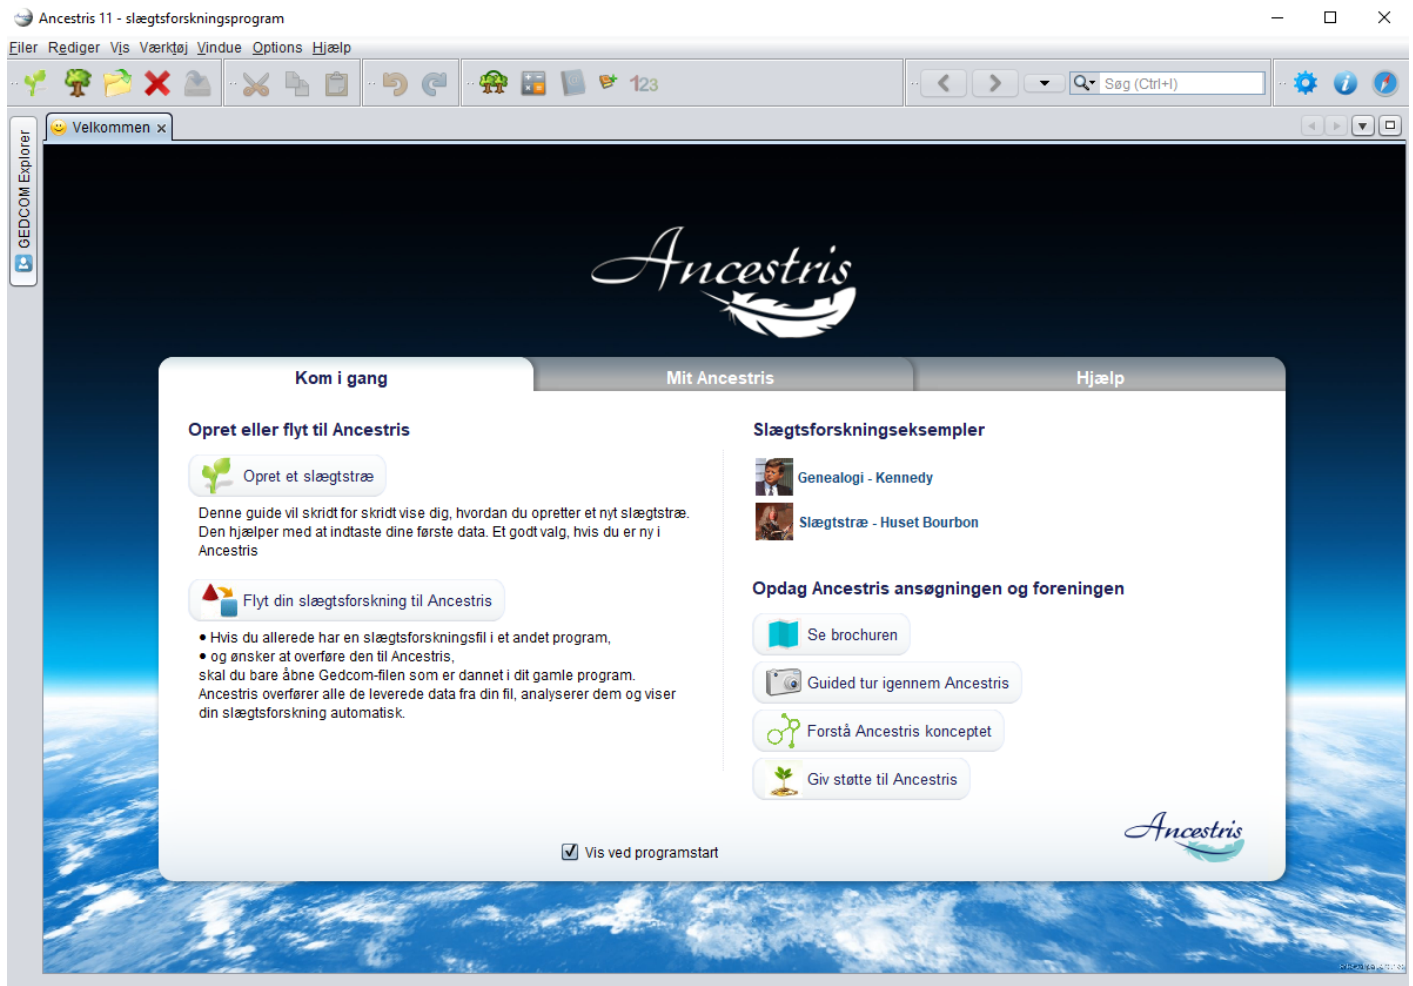 Ancestris 11 - slægtsforskningsprogram
Filer Rediger Vis Værktøj Vindue Options Hjælp
123
Søg (Ctrl+I)
Velkommen
GEDCOM Explorer
Ancestris
Kom i gang
Mit Ancestris
Hjælp
Opret eller flyt til Ancestris
Opret et slægtstræ
Denne guide vil skridt for skridt vise dig, hvordan du opretter et nyt slægtstræ.
Den hjælper med at indtaste dine første data. Et godt valg, hvis du er ny i
Ancestris
Flyt din slægtsforskning til Ancestris
• Hvis du allerede har en slægtsforskningsfil i et andet program,
• og ønsker at overføre den til Ancestris,
skal du bare åbne Gedcom-filen som er dannet i dit gamle program.
Ancestris overfører alle de leverede data fra din fil, analyserer dem og viser
din slægtsforskning automatisk.
Slægtsforskningseksempler
Genealogi - Kennedy
Slægtstræ - Huset Bourbon
Opdag Ancestris ansøgningen og foreningen
Se brochuren
Guided tur igennem Ancestris
Forstå Ancestris konceptet
Giv støtte til Ancestris
Ancestris
Vis ved programstart